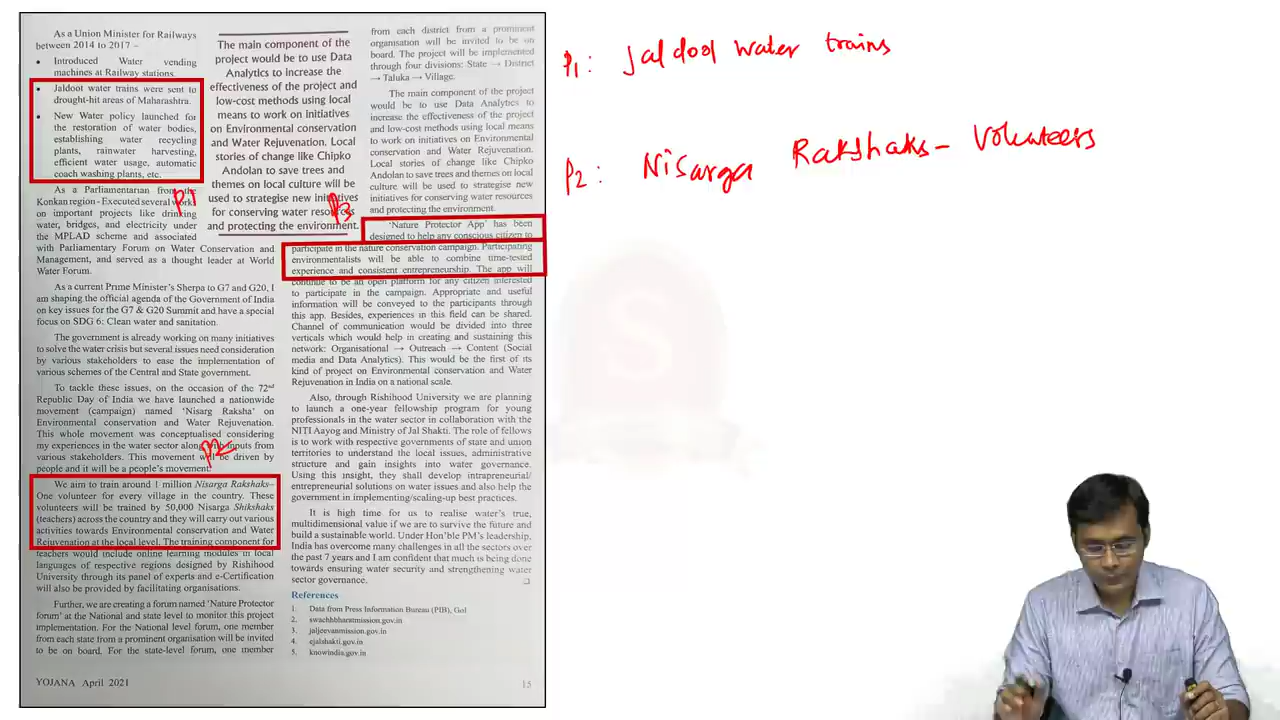 As a Union Minister for Railways
between 2014 to 2017 –
• Introduced Water vending
machines at Railway stations.
• Jaldoot water trains were sent to
drought-hit areas of Maharashtra.
• New Water policy launched for
the restoration of water bodies,
establishing water recycling
plants, rainwater harvesting,
efficient water usage, automatic
coach washing plants, etc.
As a Parliamentarian from the
Konkan region - Executed several works
on important projects like drinking
water, bridges, and electricity under
the MPLAD scheme and associated
with Parliamentary Forum on Water Conservation and
Management, and served as a thought leader at World
Water Forum.
As a current Prime Minister's Sherpa to G7 and G20, I
am shaping the official agenda of the Government of India
on key issues for the G7 & G20 Summit and have a special
focus on SDG 6: Clean water and sanitation.
The government is already working on many initiatives
to solve the water crisis but several issues need consideration
by various stakeholders to ease the implementation of
various schemes of the Central and State government.
To tackle these issues, on the occasion of the 72nd
Republic Day of India we have launched a nationwide
movement (campaign) named 'Nisarg Raksha' on
Environmental conservation and Water Rejuvenation.
This whole movement was conceptualised considering
my experiences in the water sector along with inputs from
various stakeholders. This movement will be driven by
people and it will be a people's movement.
We aim to train around 1 million Nisarga Rakshaks–
One volunteer for every village in the country. These
volunteers will be trained by 50,000 Nisarga Shikshaks
(teachers) across the country and they will carry out various
activities towards Environmental conservation and Water
Rejuvenation at the local level. The training component for
teachers would include online learning modules in local
languages of respective regions designed by Rishihood
University through its panel of experts and e-Certification
will also be provided by facilitating organisations.
Further, we are creating a forum named 'Nature Protector
forum' at the National and state level to monitor this project
implementation. For the National level forum, one member
from each state from a prominent organisation will be invited
to be on board. For the state-level forum, one member
P1
P2
The main component of the
project would be to use Data
Analytics to increase the
effectiveness of the project and
low-cost methods using local
means to work on Initiatives
on Environmental conservation
and Water Rejuvenation. Local
stories of change like Chipko
Andolan to save trees and
themes on local culture will be
used to strategise new initiatives
for conserving water resources
and protecting the environment.
P3
from each district from a prominent
organisation will be invited to be on
board. The project will be implemented
through four divisions: State → District
→ Taluka → Village.
The main component of the project
would be to use Data Analytics to
increase the effectiveness of the project
and low-cost methods using local means
to work on initiatives on Environmental
conservation and Water Rejuvenation.
Local stories of change like Chipko
Andolan to save trees and themes on local
culture will be used to strategise new
initiatives for conserving water resources
and protecting the environment.
'Nature Protector App' has been
designed to help any conscious citizen to
participate in the nature conservation campaign. Participating
environmentalists will be able to combine time-tested
experience and consistent entrepreneurship. The app will
continue to be an open platform for any citizen interested
to participate in the campaign. Appropriate and useful
information will be conveyed to the participants through
this app. Besides, experiences in this field can be shared.
Channel of communication would be divided into three
verticals which would help in creating and sustaining this
network: Organisational → Outreach → Content (Social
media and Data Analytics). This would be the first of its
kind of project on Environmental conservation and Water
Rejuvenation in India on a national scale.
Also, through Rishihood University we are planning
to launch a one-year fellowship program for young
professionals in the water sector in collaboration with the
NITI Aayog and Ministry of Jal Shakti. The role of fellows
is to work with respective governments of state and union
territories to understand the local issues, administrative
structure and gain insights into water governance.
Using this insight, they shall develop intrapreneurial/
entrepreneurial solutions on water issues and also help the
government in implementing/scaling-up best practices.
It is high time for us to realise water's true,
multidimensional value if we are to survive the future and
build a sustainable world. Under Hon'ble PM's leadership,
India has overcome many challenges in all the sectors over
the past 7 years and I am confident that much is being done
towards ensuring water security and strengthening water
sector governance.
References
1. Data from Press Information Bureau (PIB), GoI
2. swachhbharatmission.gov.in
3. jaljeevanmission.gov.in
4. ejalshakti.gov.in
5. knowindia.gov.in
YOJANA April 2021
15
P1: Jaldoot water trains
P2: Nisarga Rakshaks – Volunteers
S